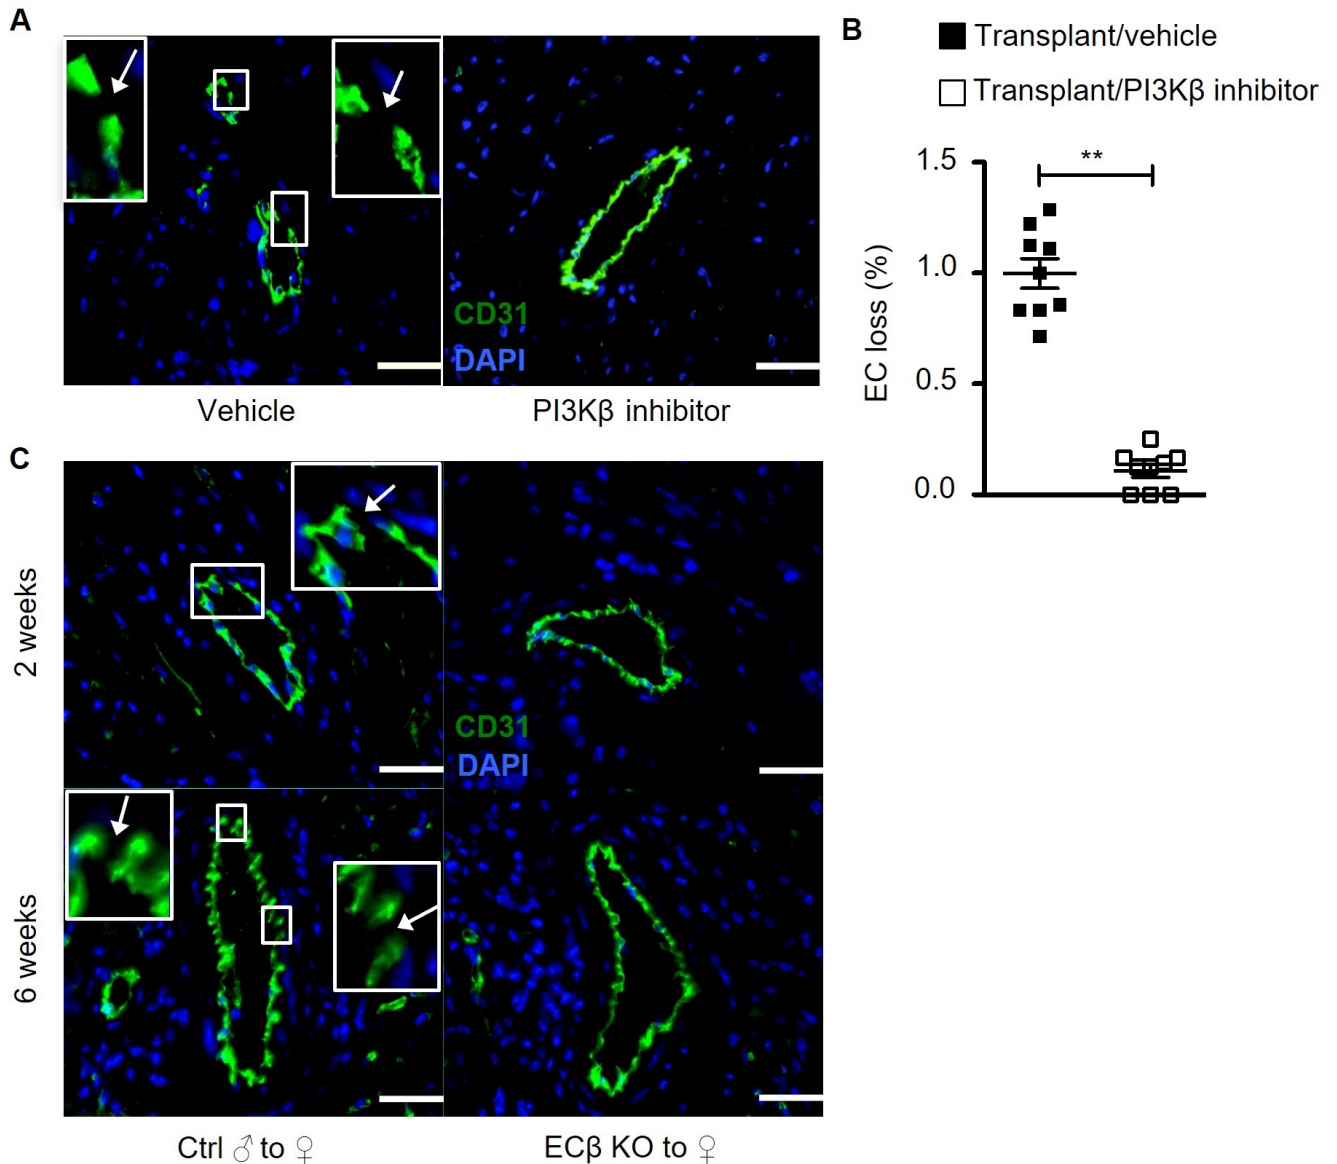 A
CD31
DAPI
Vehicle
PI3Kβ inhibitor
B
Transplant/vehicle
Transplant/PI3Kβ inhibitor
EC loss (%)
1.5
1.0
0.5
0.0
**
C
2 weeks
CD31
DAPI
6 weeks
Ctrl ♂ to ♀
ECβ KO to ♀